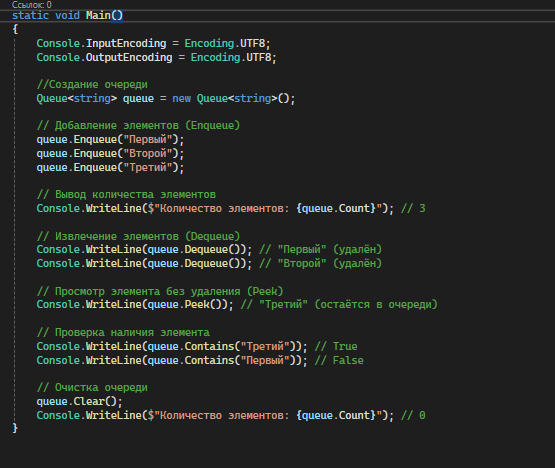 Ссылок: 0
static void Main()
{
    Console.InputEncoding = Encoding.UTF8;
    Console.OutputEncoding = Encoding.UTF8;
    //Создание очереди
    Queue<string> queue = new Queue<string>();
    // Добавление элементов (Enqueue)
    queue.Enqueue("Первый");
    queue.Enqueue("Второй");
    queue.Enqueue("Третий");
    // Вывод количества элементов
    Console.WriteLine($"Количество элементов: {queue.Count}"); // 3
    // Извлечение элементов (Dequeue)
    Console.WriteLine(queue.Dequeue()); // "Первый" (удалён)
    Console.WriteLine(queue.Dequeue()); // "Второй" (удалён)
    // Просмотр элемента без удаления (Peek)
    Console.WriteLine(queue.Peek()); // "Третий" (остаётся в очереди)
    // Проверка наличия элемента
    Console.WriteLine(queue.Contains("Третий")); // True
    Console.WriteLine(queue.Contains("Первый")); // False
    // Очистка очереди
    queue.Clear();
    Console.WriteLine($"Количество элементов: {queue.Count}"); // 0
}